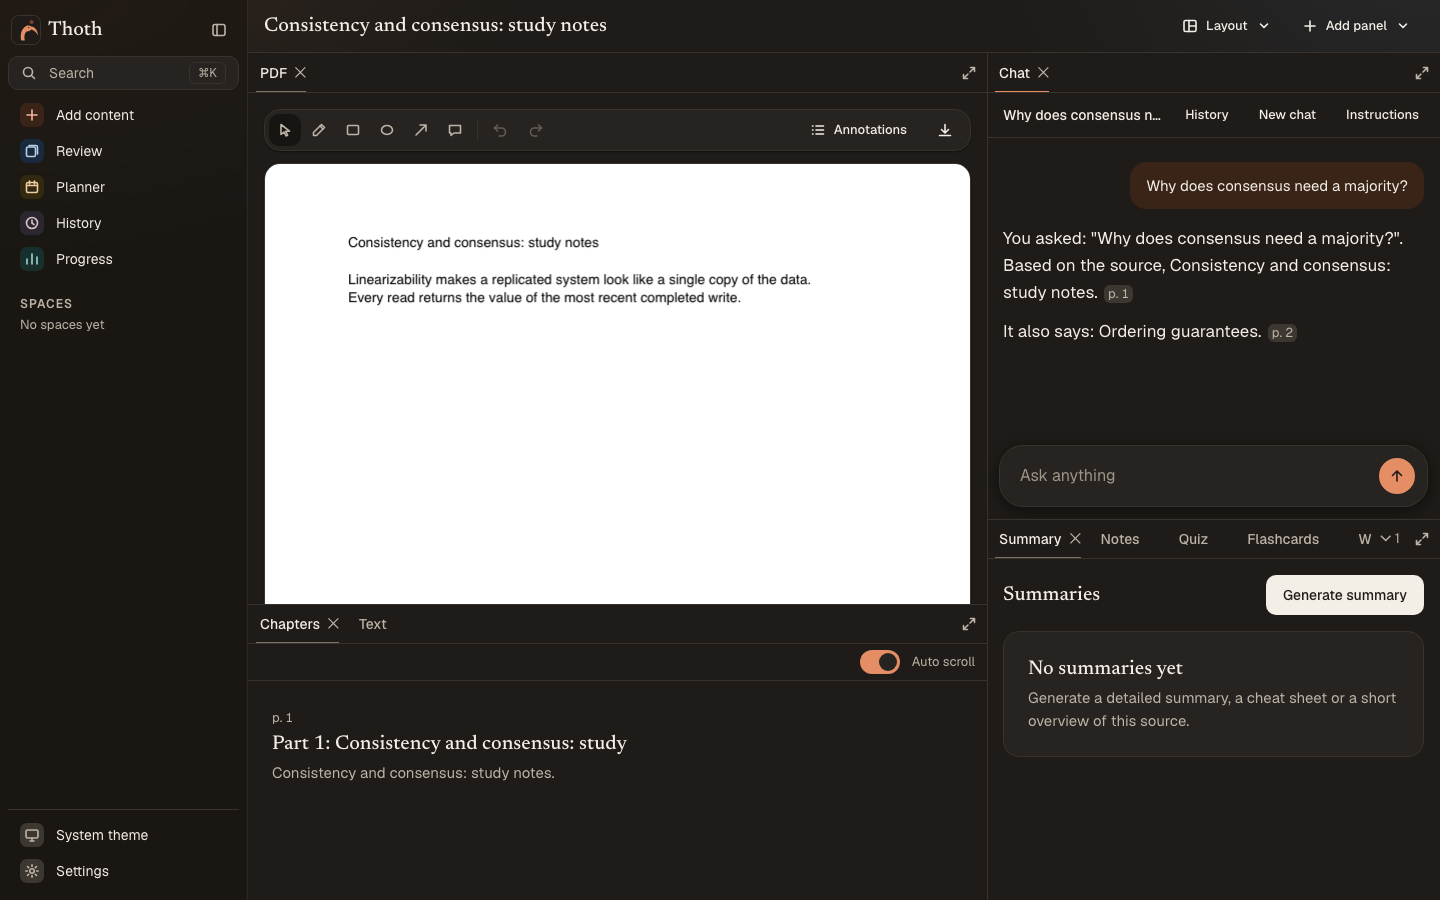 Thoth
Search ⌘K
Add content
Review
Planner
History
Progress
SPACES
No spaces yet
System theme
Settings
Consistency and consensus: study notes
Layout
Add panel
PDF
Annotations
Consistency and consensus: study notes
Linearizability makes a replicated system look like a single copy of the data.
Every read returns the value of the most recent completed write.
Chapters
Text
Auto scroll
p. 1
Part 1: Consistency and consensus: study
Consistency and consensus: study notes.
Chat
Why does consensus n... History New chat Instructions
Why does consensus need a majority?
You asked: "Why does consensus need a majority?".
Based on the source, Consistency and consensus:
study notes. p. 1
It also says: Ordering guarantees. p. 2
Ask anything
Summary Notes Quiz Flashcards W 1
Summaries
Generate summary
No summaries yet
Generate a detailed summary, a cheat sheet or a short
overview of this source.